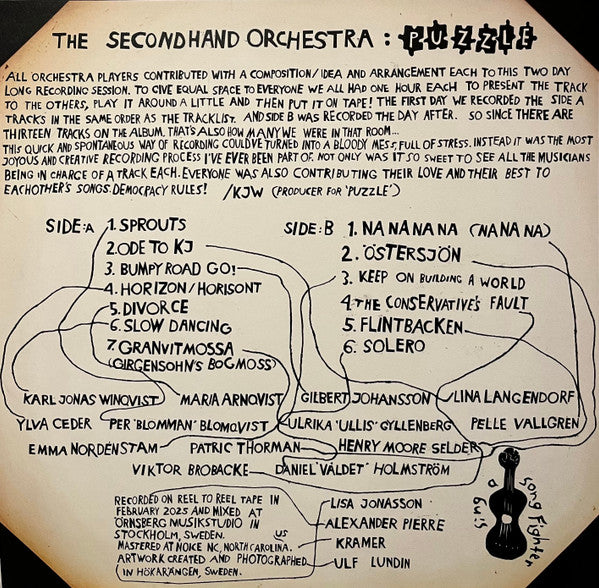 THE SECONDHAND ORCHESTRA : PUZZLE
ALL ORCHESTRA PLAYERS CONTRIBUTED WITH A COMPOSITION/IDEA AND ARRANGEMENT EACH TO THIS TWO DAY
LONG RECORDING SESSION. TO GIVE EQUAL SPACE TO EVERYONE WE ALL HAD ONE HOUR EACH TO PRESENT THE TRACK
TO THE OTHERS, PLAY IT AROUND A LITTLE AND THEN PUT IT ON TAPE! THE FIRST DAY WE RECORDED THE SIDE A
TRACKS IN THE SAME ORDER AS THE TRACKLIST. AND SIDE B WAS RECORDED THE DAY AFTER. SO SINCE THERE ARE
THIRTEEN TRACKS ON THE ALBUM. THAT'S ALSO HOW MANY WE WERE IN THAT ROOM...
THIS QUICK AND SPONTANEOUS WAY OF RECORDING COULD'VE TURNED INTO A BLOODY MESS, FULL OF STRESS. INSTEAD IT WAS THE MOST
JOYOUS AND CREATIVE RECORDING PROCESS I'VE EVER BEEN PART OF. NOT ONLY WAS IT SO SWEET TO SEE ALL THE MUSICIANS
BEING IN CHARGE OF A TRACK EACH. EVERYONE WAS ALSO CONTRIBUTING THEIR LOVE AND THEIR BEST TO
EACHOTHER'S SONGS. DEMOCRACY RULES! /KJW (PRODUCER FOR 'PUZZLE')
SIDE:A
1. SPROUTS
2. ODE TO KJ
3. BUMPY ROAD GO!
4. HORIZON/HORISONT
5. DIVORCE
6. SLOW DANCING
7. GRANVITMOSSA
(GIRGENSOHN'S BOGMOSS)
SIDE:B
1. NA NA NA NA (NA NA NA)
2. ÖSTERSJÖN
3. KEEP ON BUILDING A WORLD
4. THE CONSERVATIVE'S FAULT
5. FLINTBACKEN
6. SOLERO
KARL JONAS WINQVIST MARIA ARNQVIST GILBERT JOHANSSON LINA LANGENDORF
YLVA CEDER PER 'BLOMMAN' BLOMQVIST ULRIKA 'ULLIS' GYLLENBERG PELLE VALLGREN
EMMA NORDENSTAM PATRIC THORMAN HENRY MOORE SELDER
VIKTOR BROBACKE DANIEL 'VÄLDET' HOLMSTRÖM
RECORDED ON REEL TO REEL TAPE IN
FEBRUARY 2025 AND MIXED AT
ÖRNSBERG MUSIKSTUDIO IN
STOCKHOLM, SWEDEN.
MASTERED AT NOICE NC, NORTH CAROLINA. US
ARTWORK CREATED AND PHOTOGRAPHED
IN HÖKARÄNGEN, SWEDEN.
LISA JONASSON
ALEXANDER PIERRE
KRAMER
ULF LUNDIN
Song Fighter